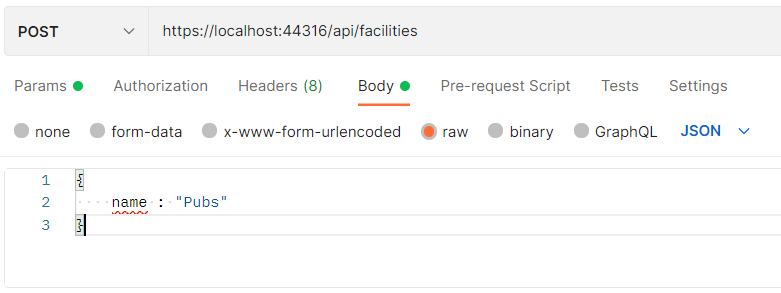 POST https://localhost:44316/api/facilities
Params Authorization Headers (8) Body Pre-request Script Tests Settings
none form-data x-www-form-urlencoded raw binary GraphQL JSON
1 {
2 name : "Pubs"
3 }